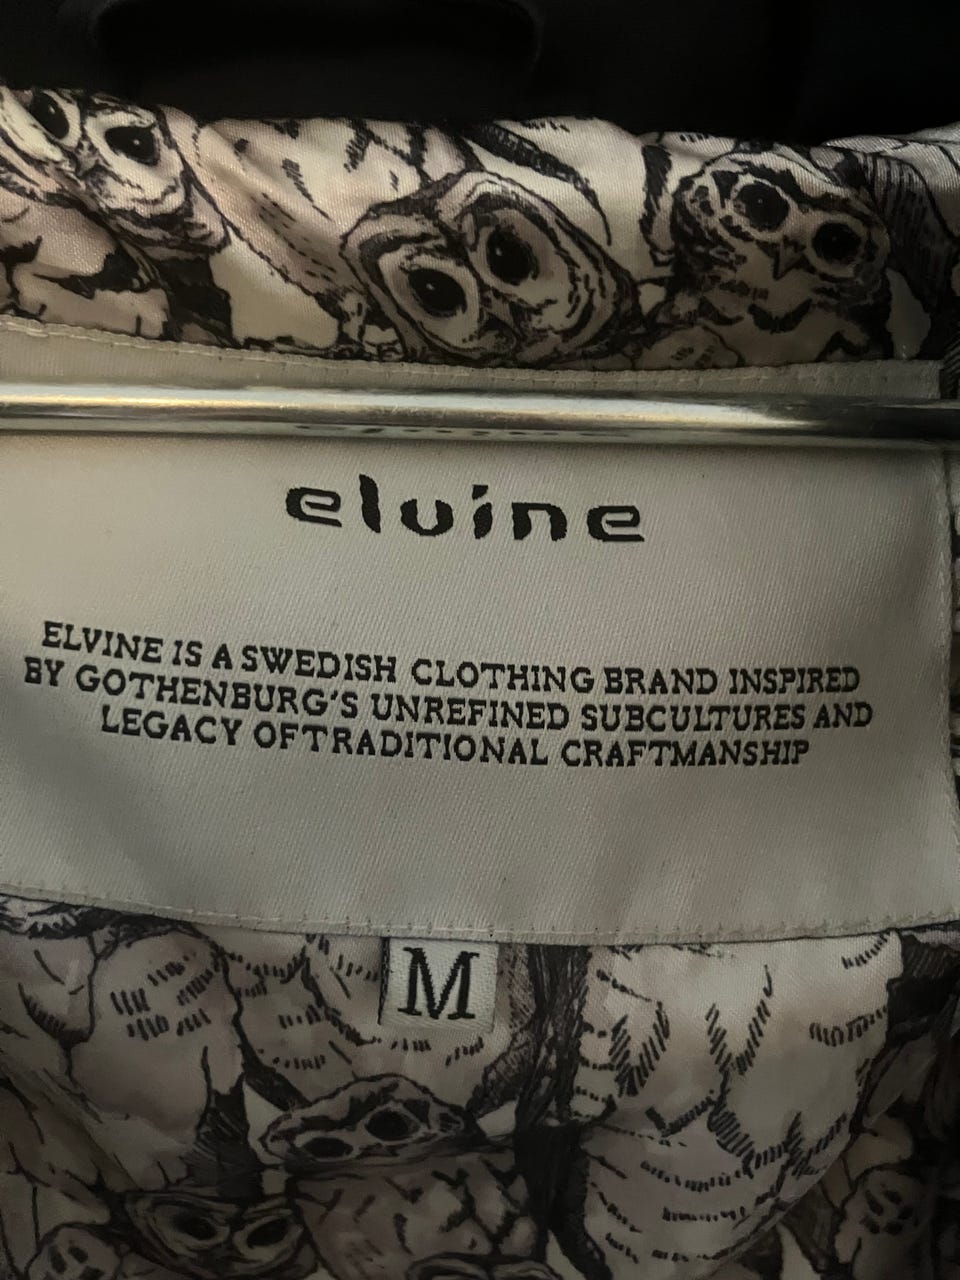 elvine
ELVINE IS A SWEDISH CLOTHING BRAND INSPIRED
BY GOTHENBURG'S UNREFINED SUBCULTURES AND
LEGACY OF TRADITIONAL CRAFTMANSHIP
M